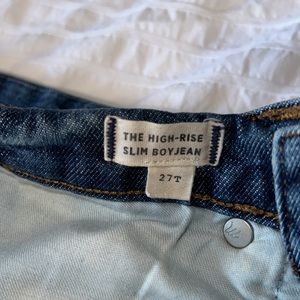 THE HIGH-RISE
SLIM BOYJEAN
27T